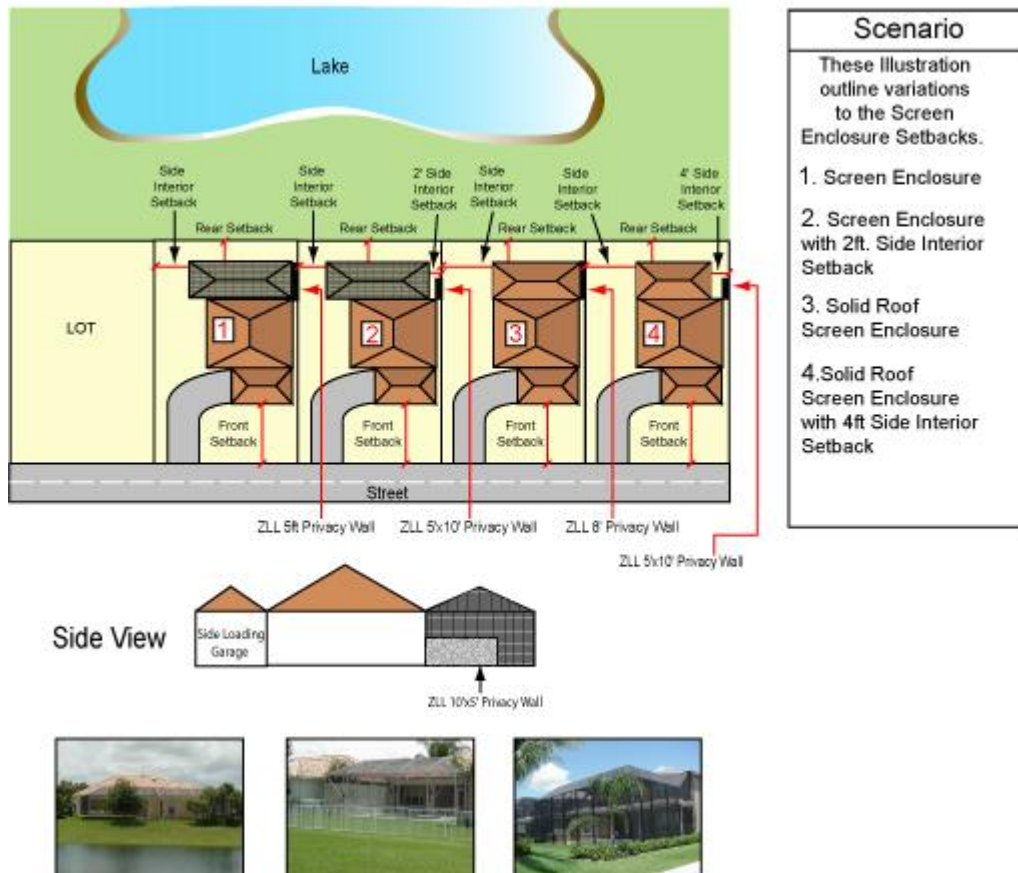 Lake
Side
Interior
Setback
Side
Interior
Setback
2' Side
Interior
Setback
Side
Interior
Setback
Side
Interior
Setback
4' Side
Interior
Setback
Rear Setback
Rear Setback
Rear Setback
Rear Setback
LOT
1
2
3
4
Front
Setback
Front
Setback
Front
Setback
Front
Setback
Street
ZLL 5ft Privacy Wall
ZLL 5'x10' Privacy Wall
ZLL 6' Privacy Wall
ZLL 5'x10' Privacy Wall
Scenario
These Illustration
outline variations
to the Screen
Enclosure Setbacks.
1. Screen Enclosure
2. Screen Enclosure
with 2ft. Side Interior
Setback
3. Solid Roof
Screen Enclosure
4.Solid Roof
Screen Enclosure
with 4ft Side Interior
Setback
Side View
Side Loading
Garage
ZLL 10'x5' Privacy Wall